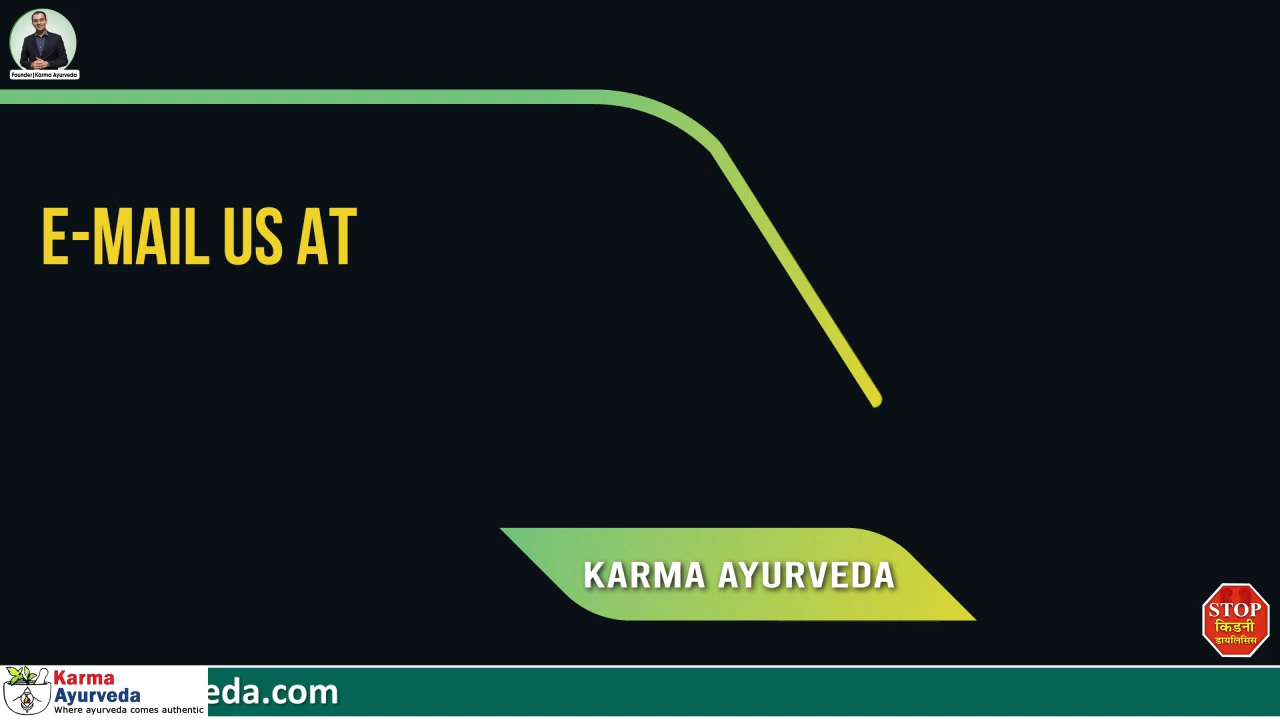 Founder|Karma Ayurveda
E-MAIL US AT
KARMA AYURVEDA
STOP
किडनी
डायलिसिस
Karma
Ayurveda
Where ayurveda comes authentic
eda.com